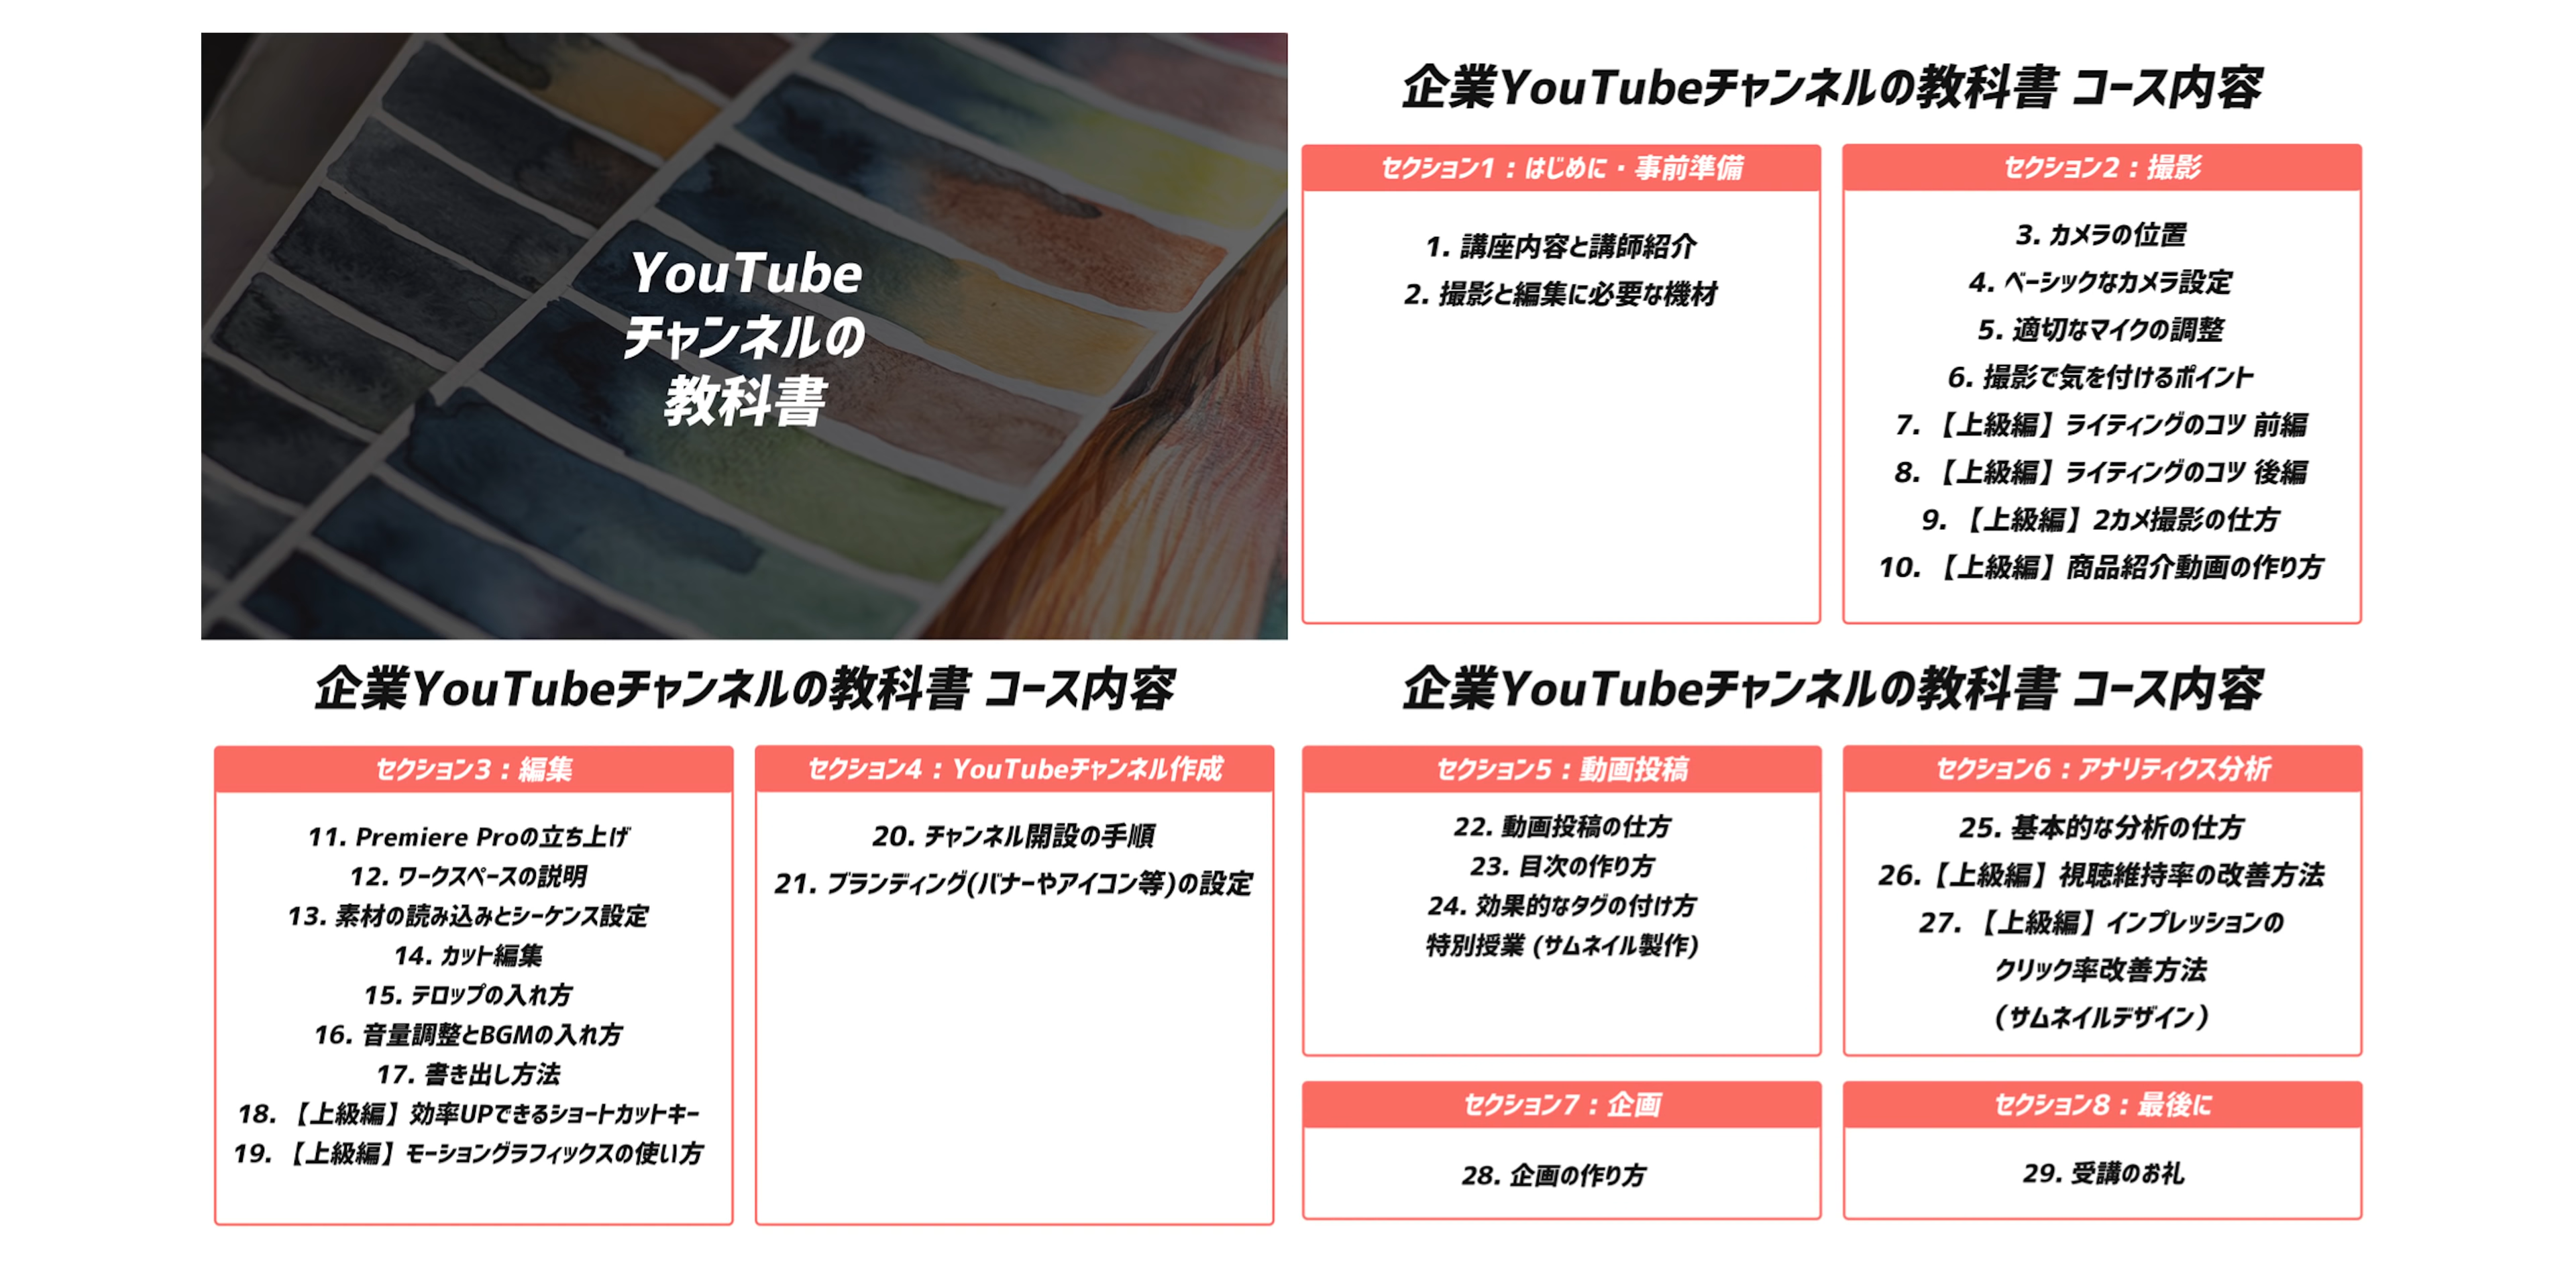 YouTube
チャンネルの
教科書
企業YouTubeチャンネルの教科書 コース内容
セクション1：はじめに・事前準備
1. 講座内容と講師紹介
2. 撮影と編集に必要な機材
セクション2：撮影
3. カメラの位置
4. ベーシックなカメラ設定
5. 適切なマイクの調整
6. 撮影で気を付けるポイント
7. 【上級編】ライティングのコツ 前編
8. 【上級編】ライティングのコツ 後編
9. 【上級編】2カメ撮影の仕方
10. 【上級編】商品紹介動画の作り方
企業YouTubeチャンネルの教科書 コース内容
セクション3：編集
11. Premiere Proの立ち上げ
12. ワークスペースの説明
13. 素材の読み込みとシーケンス設定
14. カット編集
15. テロップの入れ方
16. 音量調整とBGMの入れ方
17. 書き出し方法
18. 【上級編】効率UPできるショートカットキー
19. 【上級編】モーショングラフィックスの使い方
セクション4：YouTubeチャンネル作成
20. チャンネル開設の手順
21. ブランディング(バナーやアイコン等)の設定
企業YouTubeチャンネルの教科書 コース内容
セクション5：動画投稿
22. 動画投稿の仕方
23. 目次の作り方
24. 効果的なタグの付け方
特別授業 (サムネイル製作)
セクション6：アナリティクス分析
25. 基本的な分析の仕方
26.【上級編】視聴維持率の改善方法
27. 【上級編】インプレッションの
クリック率改善方法
（サムネイルデザイン）
セクション7：企画
28. 企画の作り方
セクション8：最後に
29. 受講のお礼